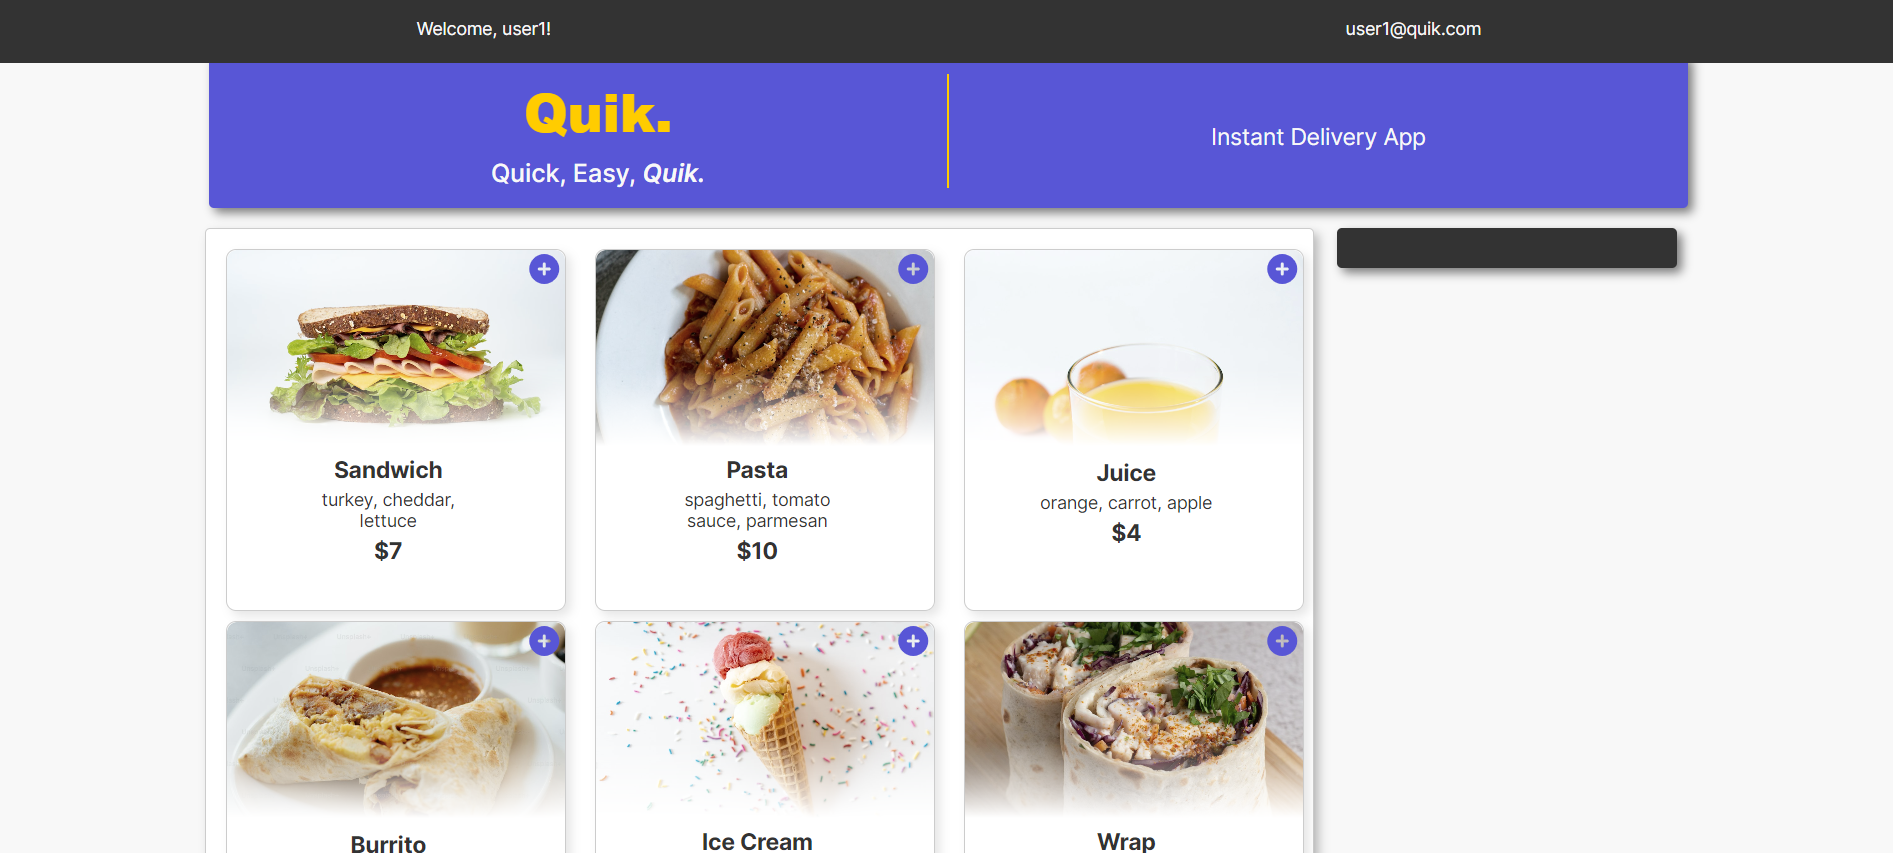 Welcome, user1!
user1@quik.com
Quik.
Quick, Easy, Quik.
Instant Delivery App
Sandwich
turkey, cheddar,
lettuce
$7
Pasta
spaghetti, tomato
sauce, parmesan
$10
Juice
orange, carrot, apple
$4
Burrito
Ice Cream
Wrap